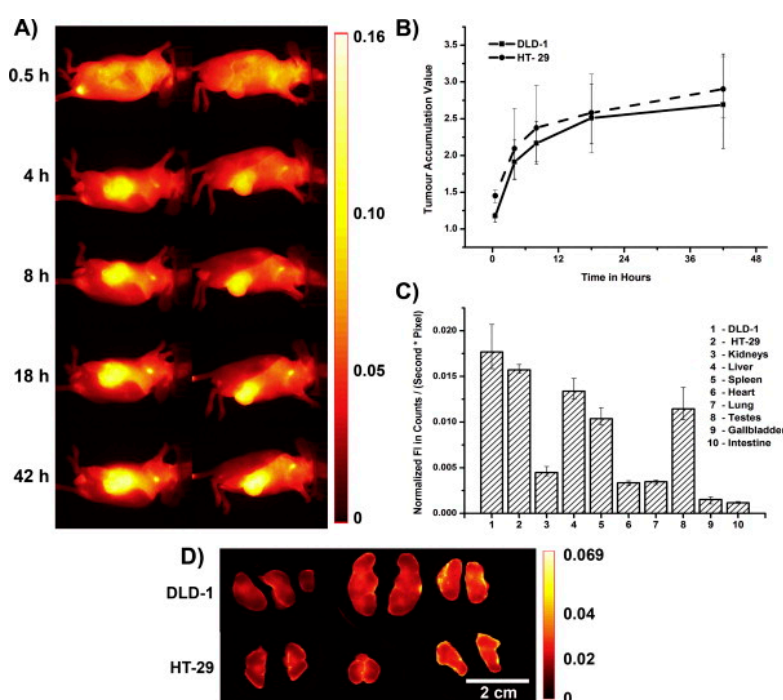 A)
0.5 h
4 h
8 h
18 h
42 h
0.16
0.10
0.05
0
B)
DLD-1
HT- 29
Tumour Accumulation Value
3.5
3.0
2.5
2.0
1.5
1.0
0 12 24 36 48
Time in Hours
C)
Normalized FI in Counts / (Second * Pixel)
0.020
0.015
0.010
0.005
0.000
1 2 3 4 5 6 7 8 9 10
1 - DLD-1
2 - HT-29
3 - Kidneys
4 - Liver
5 - Spleen
6 - Heart
7 - Lung
8 - Testes
9 - Gallbladder
10 - Intestine
D)
DLD-1
HT-29
2 cm
0.069
0.04
0.02
0